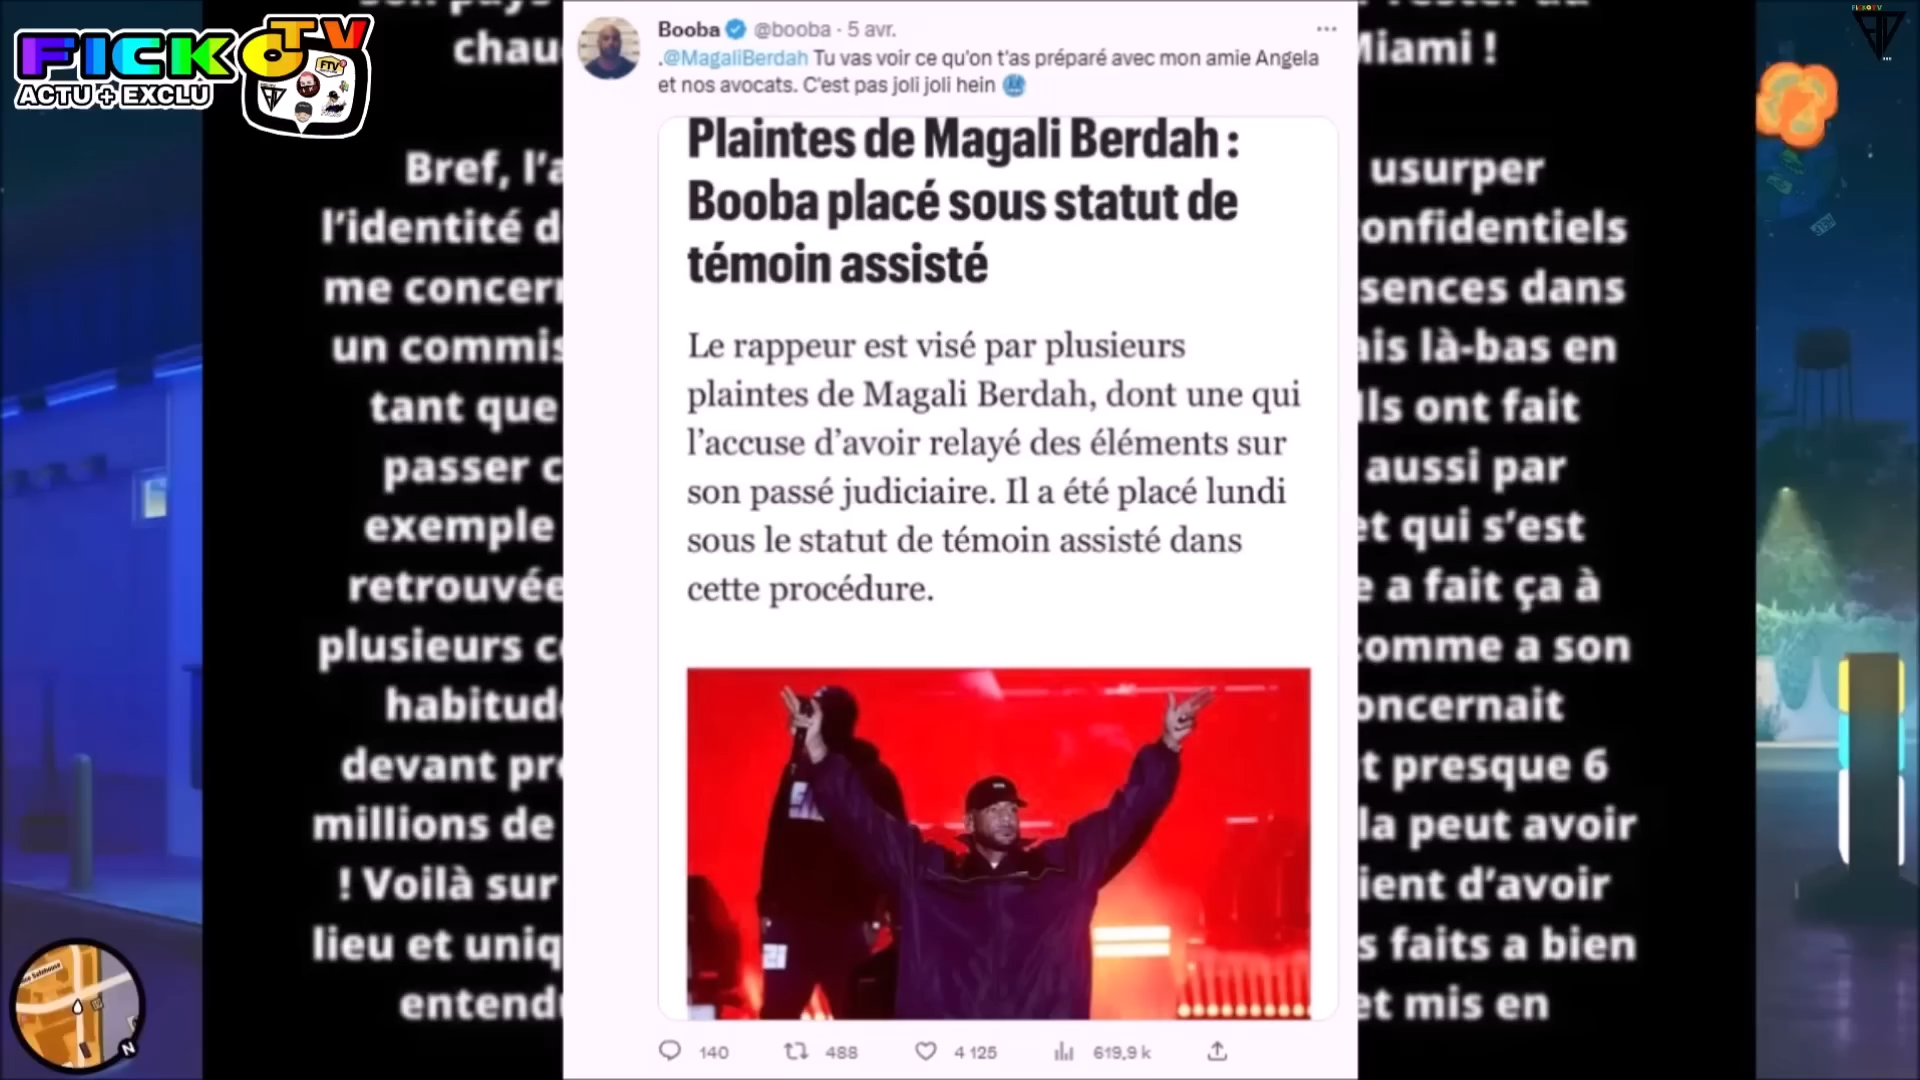 FICKO TV
ACTU + EXCLU
FTV
chau
Miami !
Bref, l’a
usurper
l’identité d
confidentiels
me concer
sences dans
un commis
ais là-bas en
tant que
Ils ont fait
passer c
aussi par
exemple
et qui s’est
retrouvée
e a fait ça à
plusieurs c
comme a son
habitud
oncernait
devant pr
t presque 6
millions de
la peut avoir
! Voilà sur
ient d’avoir
lieu et uniq
s faits a bien
entend
et mis en
Booba @booba · 5 avr.
.@MagaliBerdah Tu vas voir ce qu'on t'as préparé avec mon amie Angela
et nos avocats. C'est pas joli joli hein
Plaintes de Magali Berdah :
Booba placé sous statut de
témoin assisté
Le rappeur est visé par plusieurs
plaintes de Magali Berdah, dont une qui
l’accuse d’avoir relayé des éléments sur
son passé judiciaire. Il a été placé lundi
sous le statut de témoin assisté dans
cette procédure.
140 488 4 125 619,9 k
FICKOTV
N